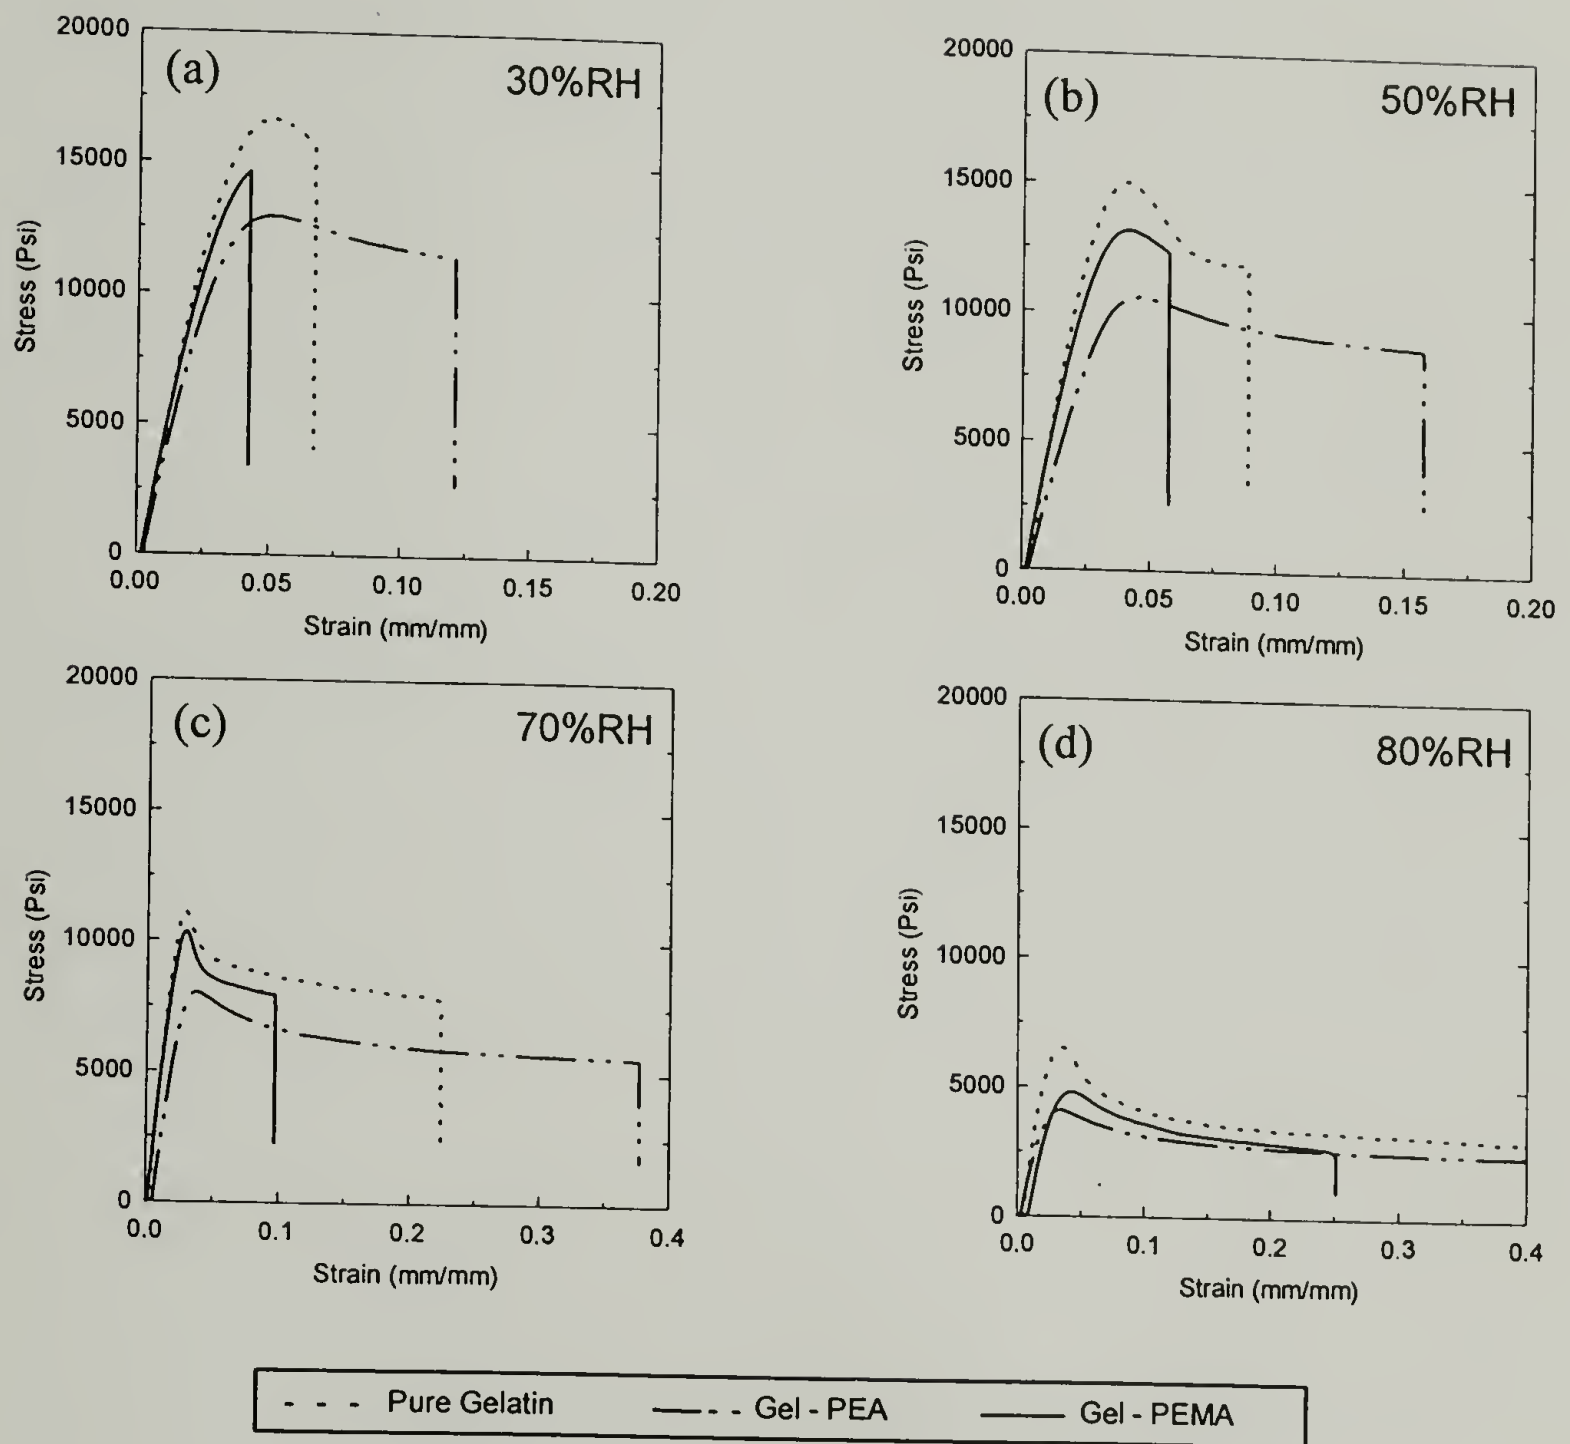 (a) 30%RH
20000
15000
10000
5000
0
Stress (Psi)
0.00 0.05 0.10 0.15 0.20
Strain (mm/mm)
(b) 50%RH
20000
15000
10000
5000
0
Stress (Psi)
0.00 0.05 0.10 0.15 0.20
Strain (mm/mm)
(c) 70%RH
20000
15000
10000
5000
0
Stress (Psi)
0.0 0.1 0.2 0.3 0.4
Strain (mm/mm)
(d) 80%RH
20000
15000
10000
5000
0
Stress (Psi)
0.0 0.1 0.2 0.3 0.4
Strain (mm/mm)
Pure Gelatin Gel - PEA Gel - PEMA